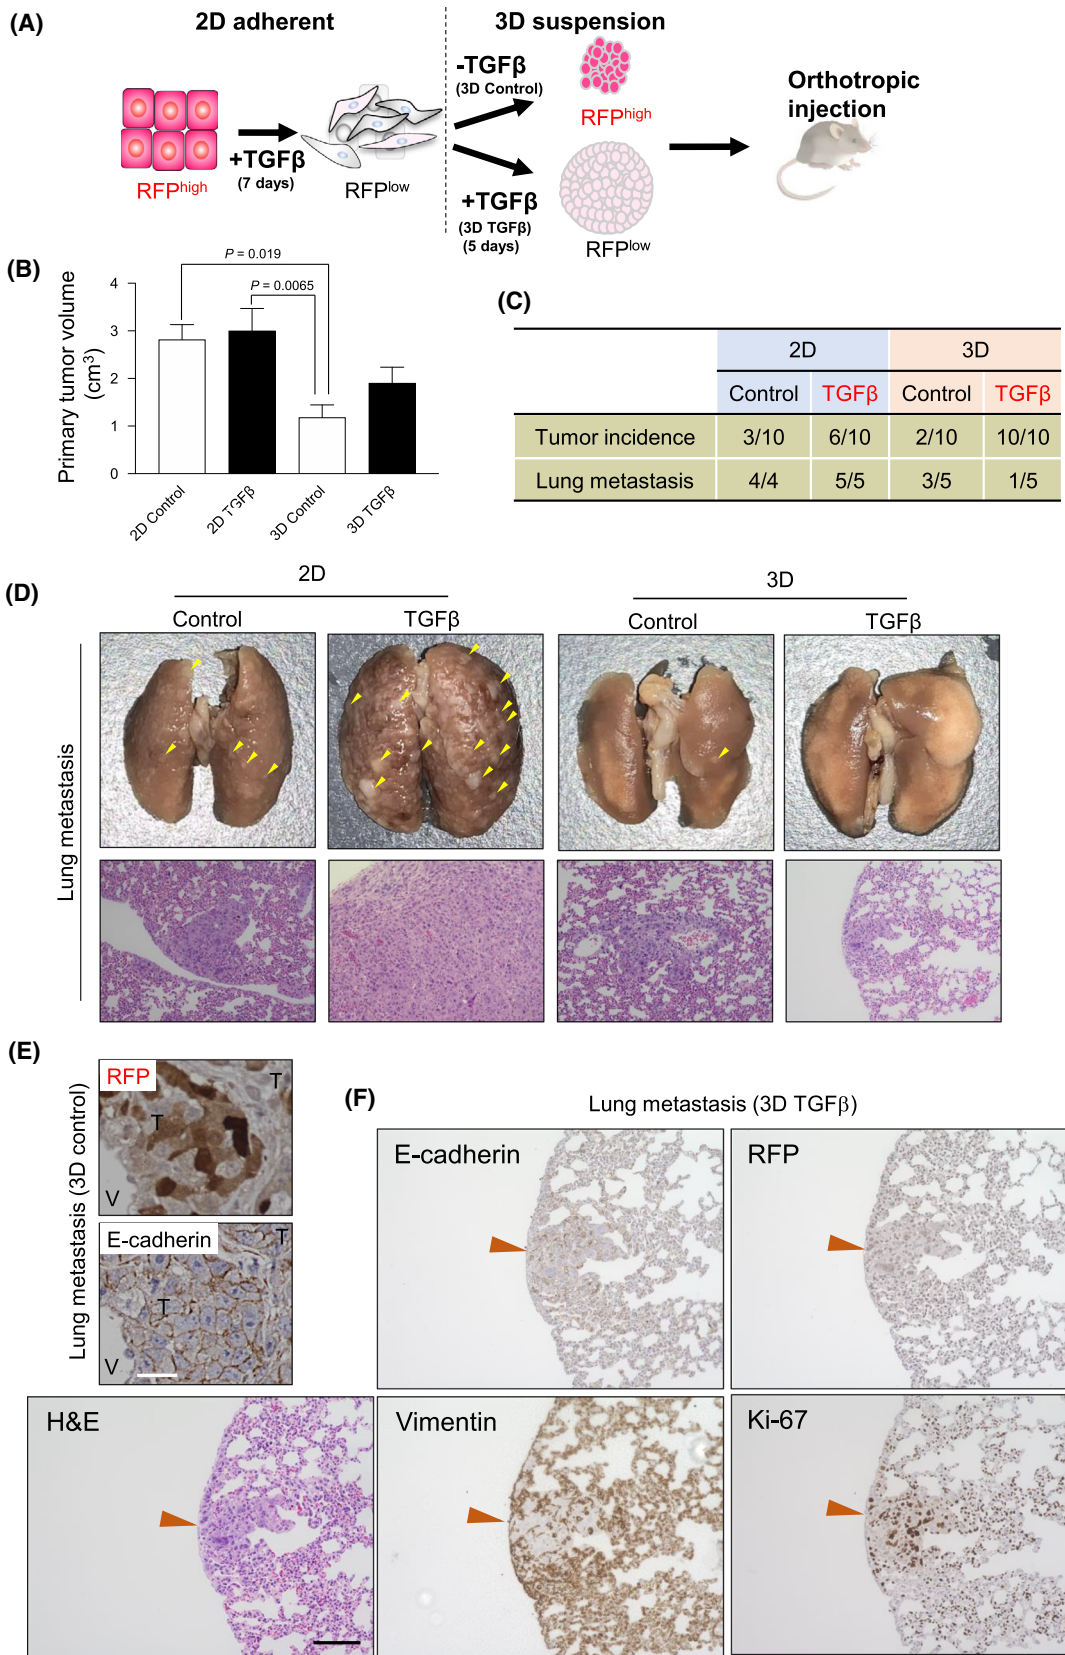 (A)
2D adherent
3D suspension
RFPhigh
+TGFβ
(7 days)
RFPlow
-TGFβ
(3D Control)
RFPhigh
+TGFβ
(3D TGFβ)
(5 days)
RFPlow
Orthotropic
injection
(B)
Primary tumor volume
(cm3)
4
3
2
1
0
P = 0.019
P = 0.0065
2D Control
2D TGFβ
3D Control
3D TGFβ
(C)
2D 3D
Control TGFβ Control TGFβ
Tumor incidence 3/10 6/10 2/10 10/10
Lung metastasis 4/4 5/5 3/5 1/5
(D)
2D
3D
Control
TGFβ
Control
TGFβ
Lung metastasis
(E)
Lung metastasis (3D control)
RFP
T
T
V
E-cadherin
T
T
V
(F)
Lung metastasis (3D TGFβ)
E-cadherin
RFP
H&E
Vimentin
Ki-67